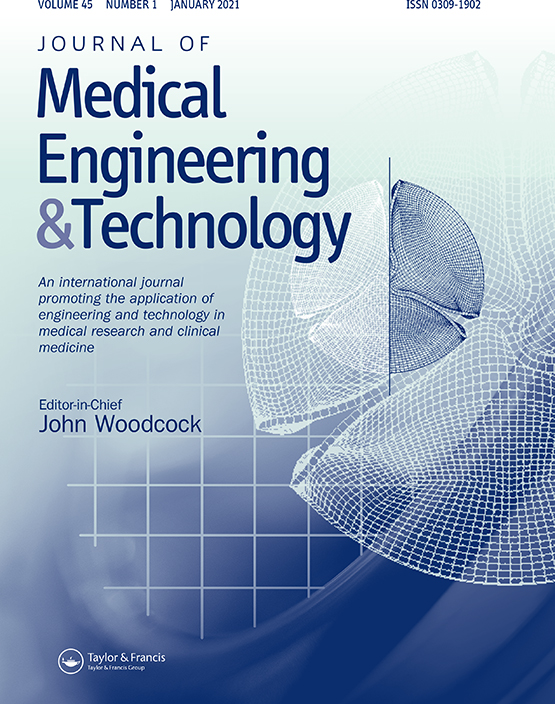 VOLUME 45 NUMBER 1 JANUARY 2021 ISSN 0309-1902
JOURNAL OF
Medical
Engineering
&Technology
An international journal
promoting the application of
engineering and technology in
medical research and clinical
medicine
Editor-in-Chief
John Woodcock
Taylor & Francis
Taylor & Francis Group